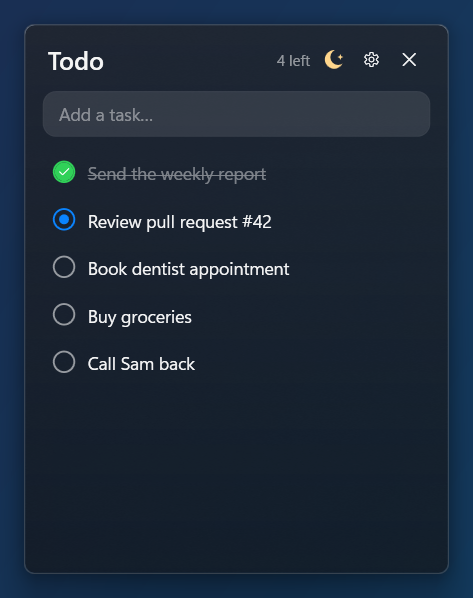 Todo
4 left
Add a task...
Send the weekly report
Review pull request #42
Book dentist appointment
Buy groceries
Call Sam back